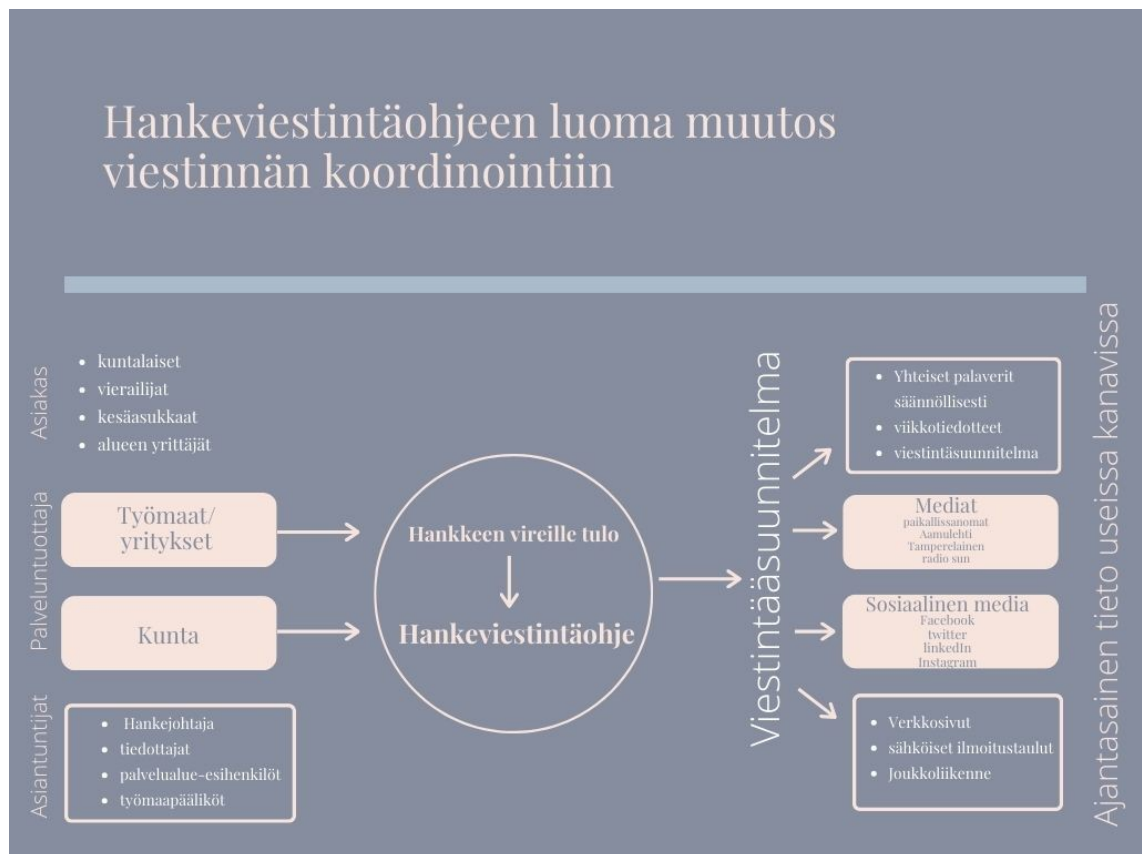 Hankeviestintäohjeen luoma muutos
viestinnän koordinointiin
Asiakas
kuntalaiset
vierailijat
kesäasukkaat
alueen yrittäjät
Palveluntuottaja
Työmaat/
yritykset
Kunta
Asiantuntijat
Hankejohtaja
tiedottajat
palvelualue-esihenkilöt
työmaapääliköt
Hankkeen vireille tulo
Hankeviestintäohje
Viestintääsuunnitelma
Yhteiset palaverit
säännöllisesti
viikkotiedotteet
viestintäsuunnitelma
Mediat
paikallissanomat
Aamulehti
Tamperelainen
radio sun
Sosiaalinen media
Facebook
twitter
linkedIn
Instagram
Verkkosivut
sähköiset ilmoitustaulut
Joukkoliikenne
Ajantasainen tieto useissa kanavissa